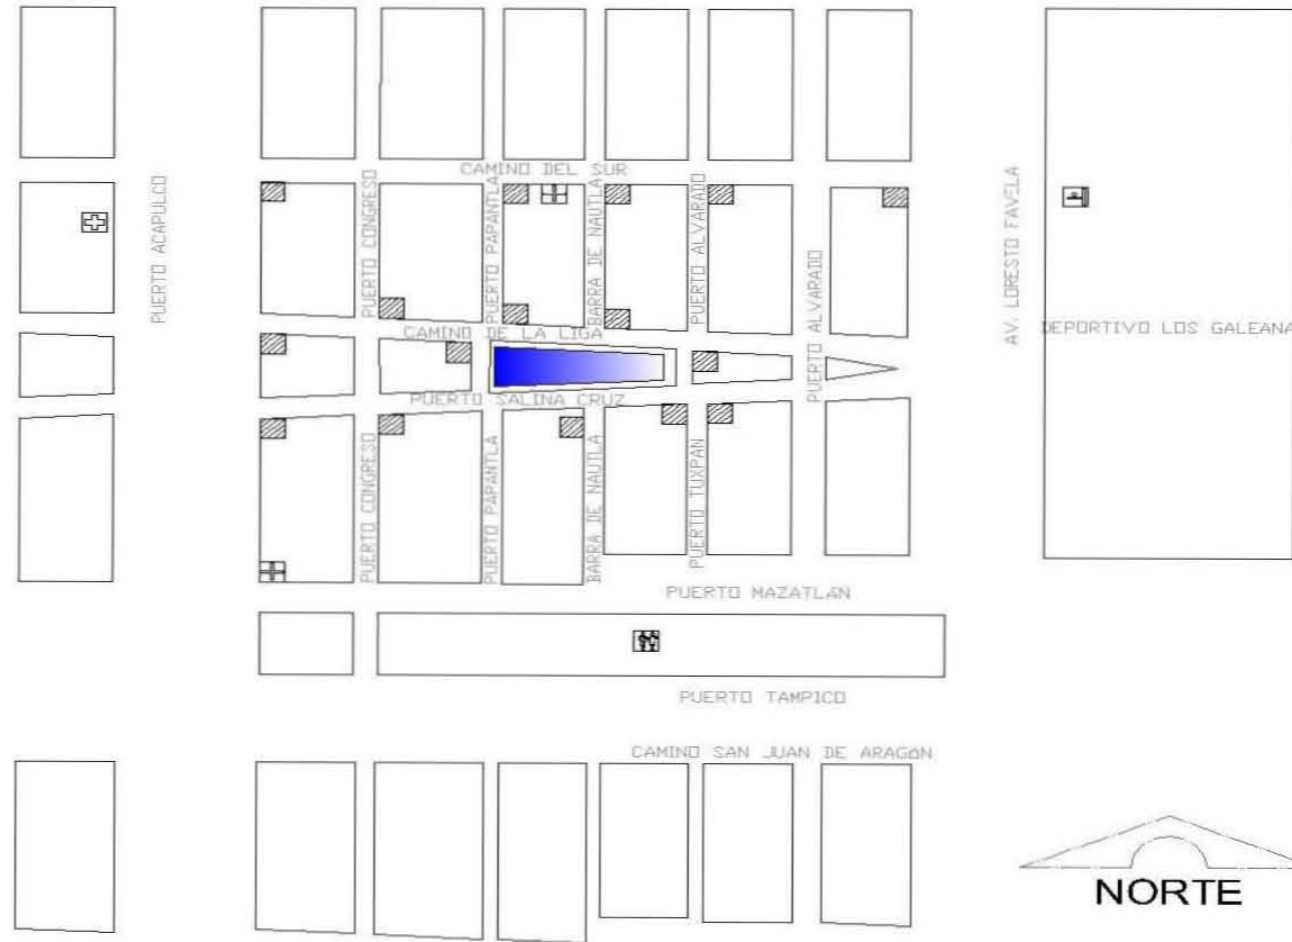 CAMINO DEL SUR
PUERTO ACAPULCO
PUERTO CONGRESO
PUERTO PAPANTLA
BARRA DE NAUTLA
PUERTO ALVARADO
PUERTO ALVARADO
AV. LORESTO FAVELA
DEPORTIVO LOS GALEANA
CAMINO DE LA LIGA
PUERTO SALINA CRUZ
PUERTO CONGRESO
PUERTO PAPANTLA
BARRA DE NAUTLA
PUERTO TUXPAN
PUERTO MAZATLÁN
PUERTO TAMPICO
CAMINO SAN JUAN DE ARAGÓN
NORTE